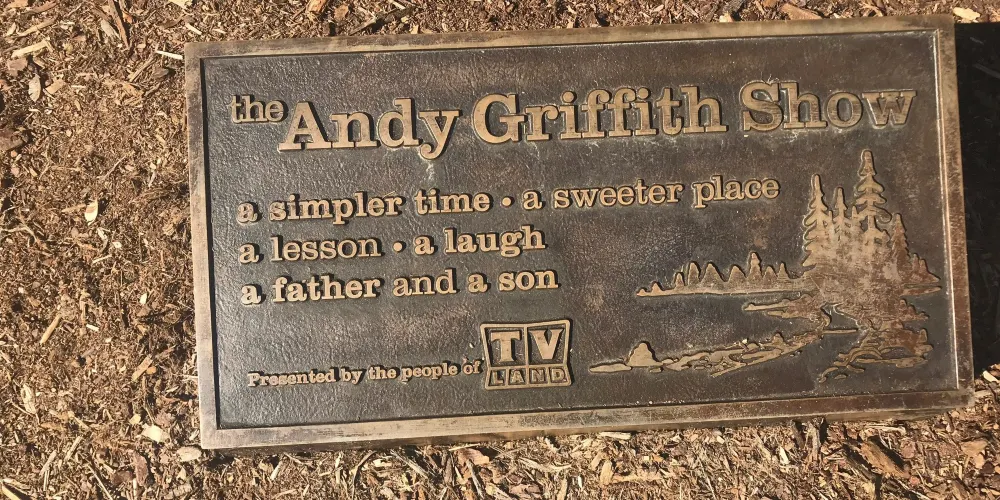 the Andy Griffith Show
a simpler time • a sweeter place
a lesson • a laugh
a father and a son
Presented by the people of TV LAND